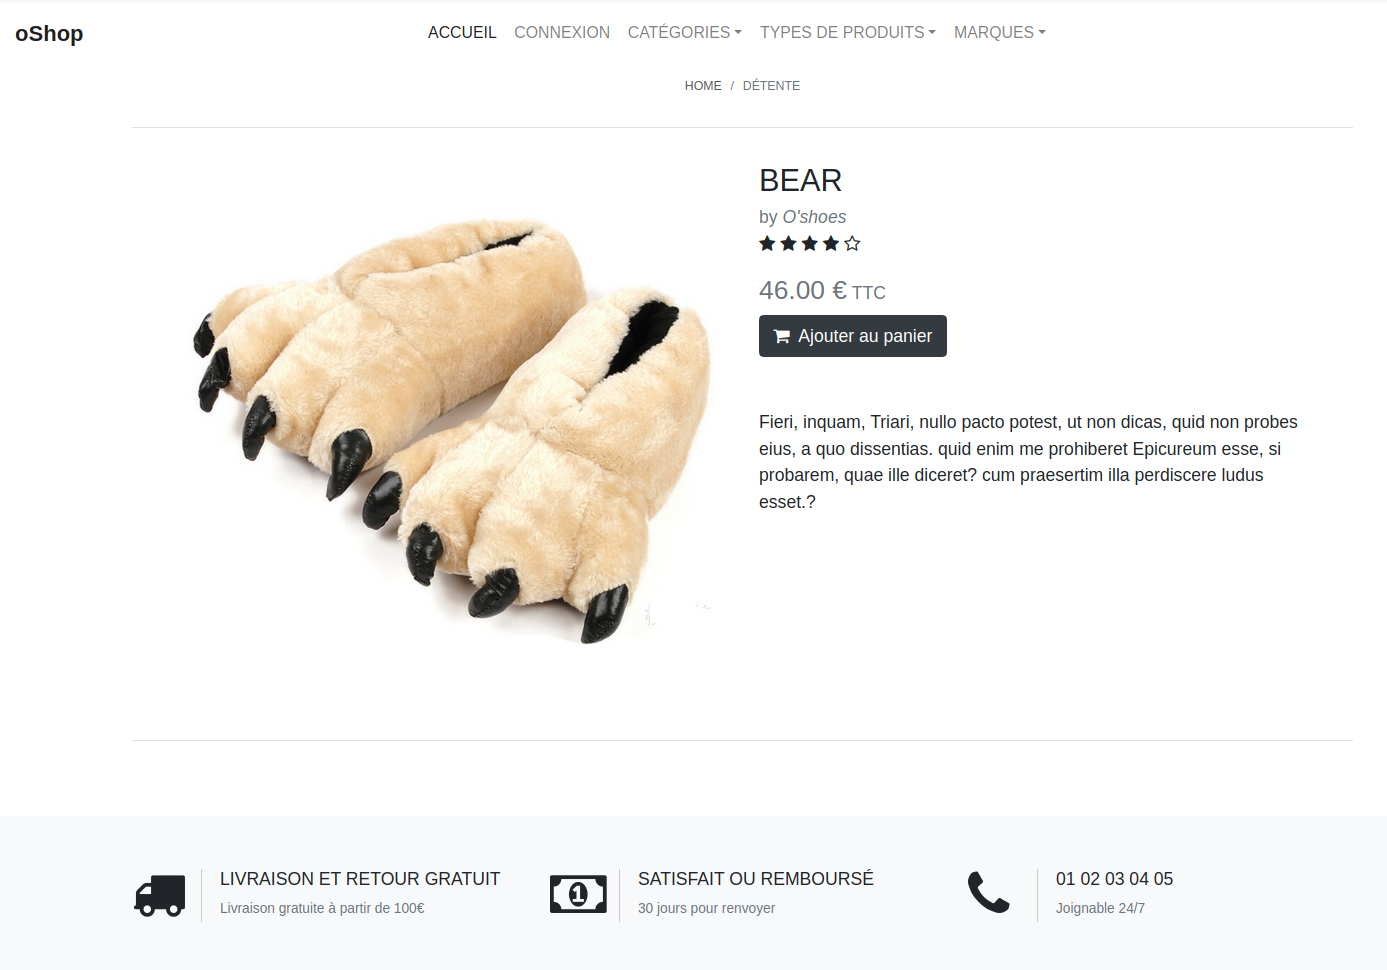 oShop
ACCUEIL CONNEXION CATÉGORIES TYPES DE PRODUITS MARQUES
HOME / DÉTENTE
BEAR
by O'shoes
46.00 € TTC
Ajouter au panier
Fieri, inquam, Triari, nullo pacto potest, ut non dicas, quid non probes
eius, a quo dissentias. quid enim me prohiberet Epicureum esse, si
probarem, quae ille diceret? cum praesertim illa perdiscere ludus
esset.?
LIVRAISON ET RETOUR GRATUIT
Livraison gratuite à partir de 100€
1
SATISFAIT OU REMBOURSÉ
30 jours pour renvoyer
01 02 03 04 05
Joignable 24/7